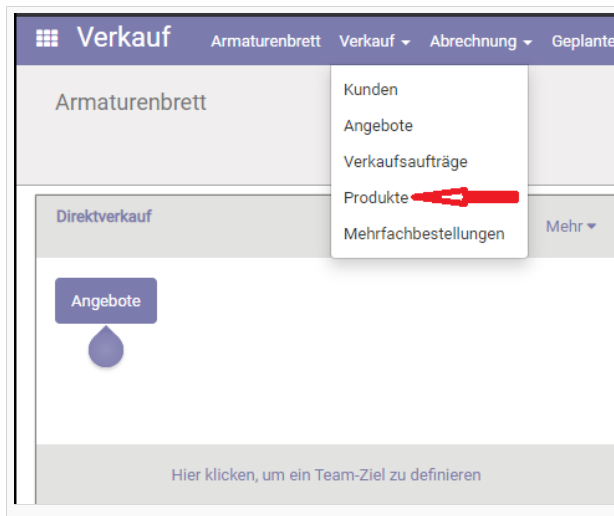 Verkauf Armaturenbrett Verkauf Abrechnung Geplante
Armaturenbrett
Kunden
Angebote
Verkaufsaufträge
Produkte
Mehrfachbestellungen
Direktverkauf
Mehr
Angebote
Hier klicken, um ein Team-Ziel zu definieren